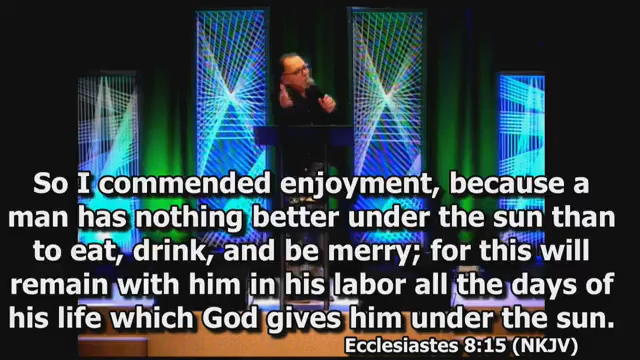 So I commended enjoyment, because a
man has nothing better under the sun than
to eat, drink, and be merry; for this will
remain with him in his labor all the days of
his life which God gives him under the sun.
Ecclesiastes 8:15 (NKJV)